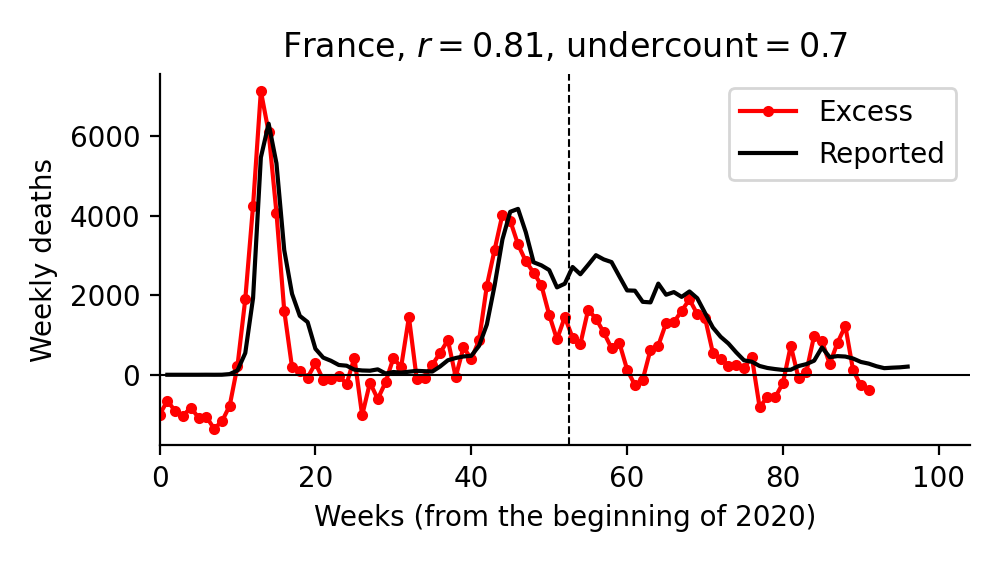 France, r = 0.81, undercount = 0.7
Excess
Reported
Weekly deaths
6000
4000
2000
0
0 20 40 60 80 100
Weeks (from the beginning of 2020)